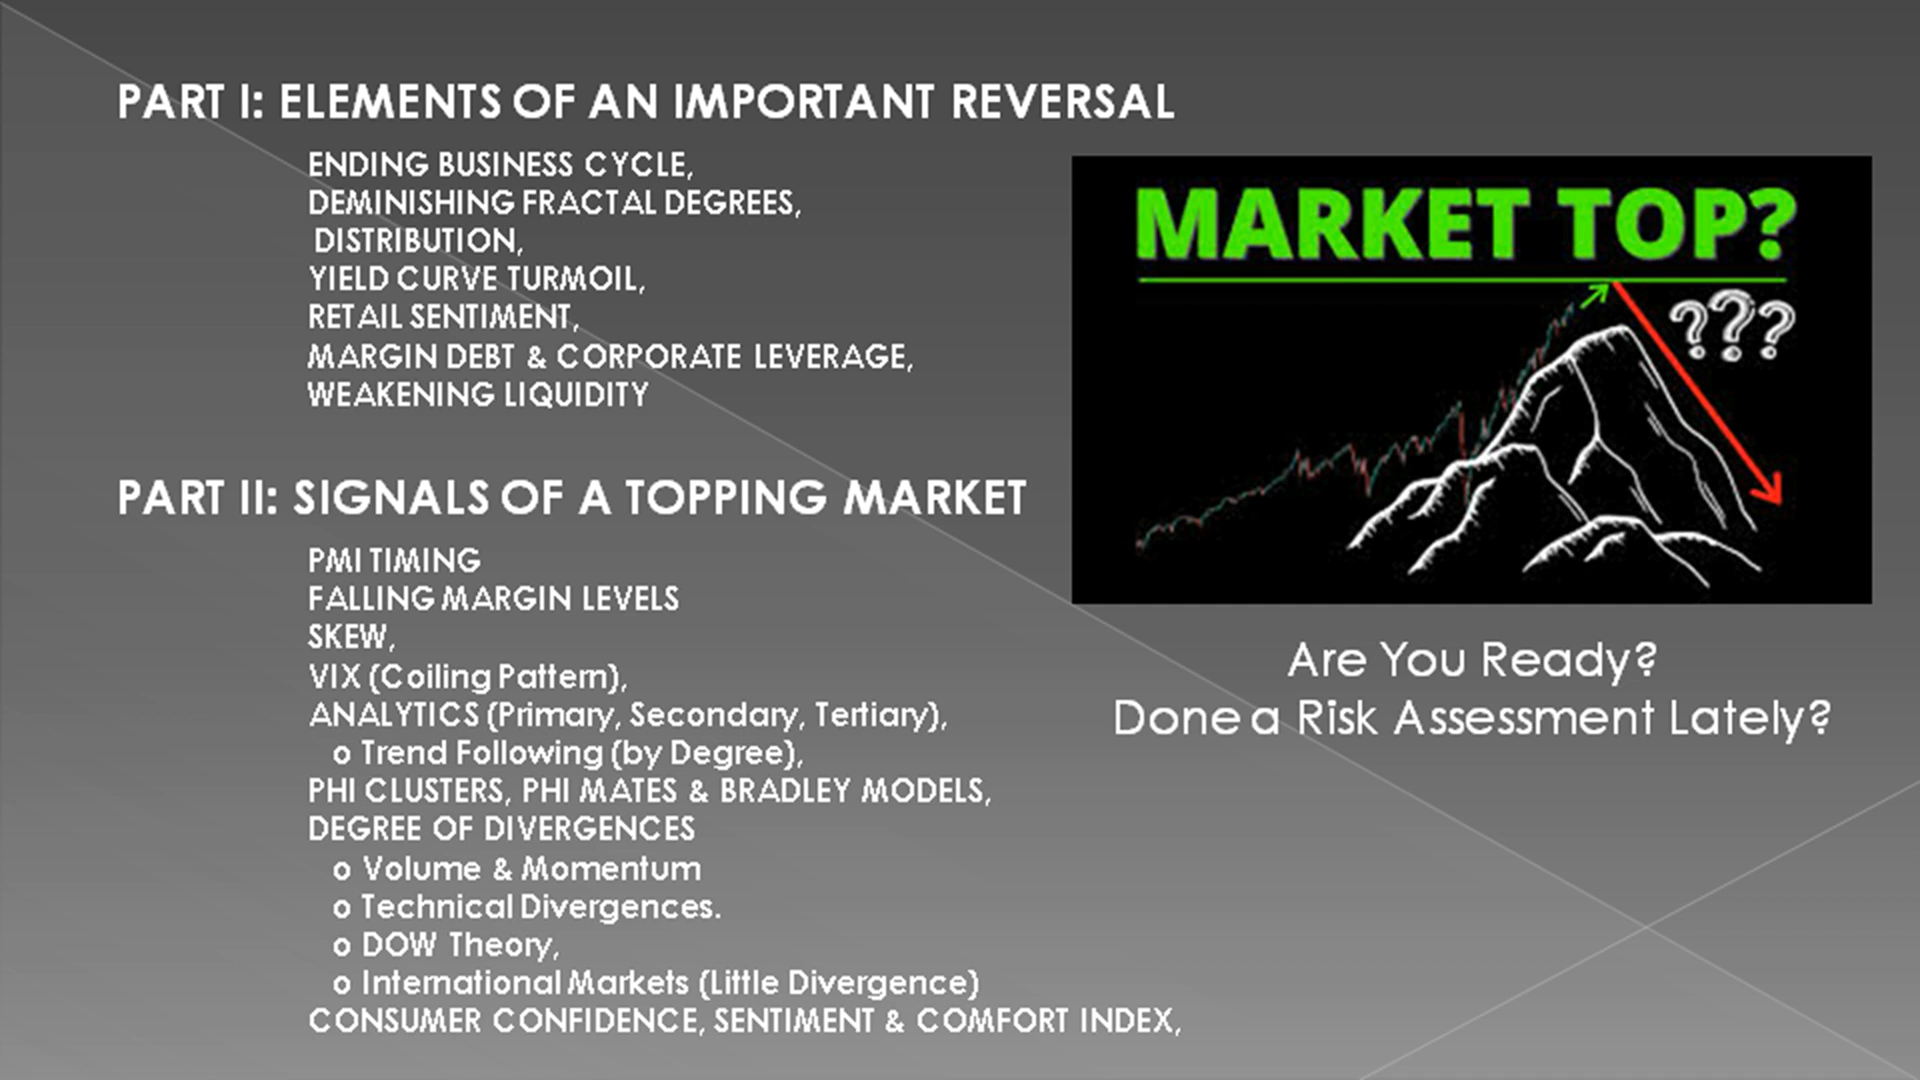 PART I: ELEMENTS OF AN IMPORTANT REVERSAL
ENDING BUSINESS CYCLE,
DEMINISHING FRACTAL DEGREES,
DISTRIBUTION,
YIELD CURVE TURMOIL,
RETAIL SENTIMENT,
MARGIN DEBT & CORPORATE LEVERAGE,
WEAKENING LIQUIDITY
PART II: SIGNALS OF A TOPPING MARKET
PMI TIMING
FALLING MARGIN LEVELS
SKEW,
VIX (Coiling Pattern),
ANALYTICS (Primary, Secondary, Tertiary),
o Trend Following (by Degree),
PHI CLUSTERS, PHI MATES & BRADLEY MODELS,
DEGREE OF DIVERGENCES
o Volume & Momentum
o Technical Divergences.
o DOW Theory,
o International Markets (Little Divergence)
CONSUMER CONFIDENCE, SENTIMENT & COMFORT INDEX,
MARKET TOP?
???
Are You Ready?
Done a Risk Assessment Lately?